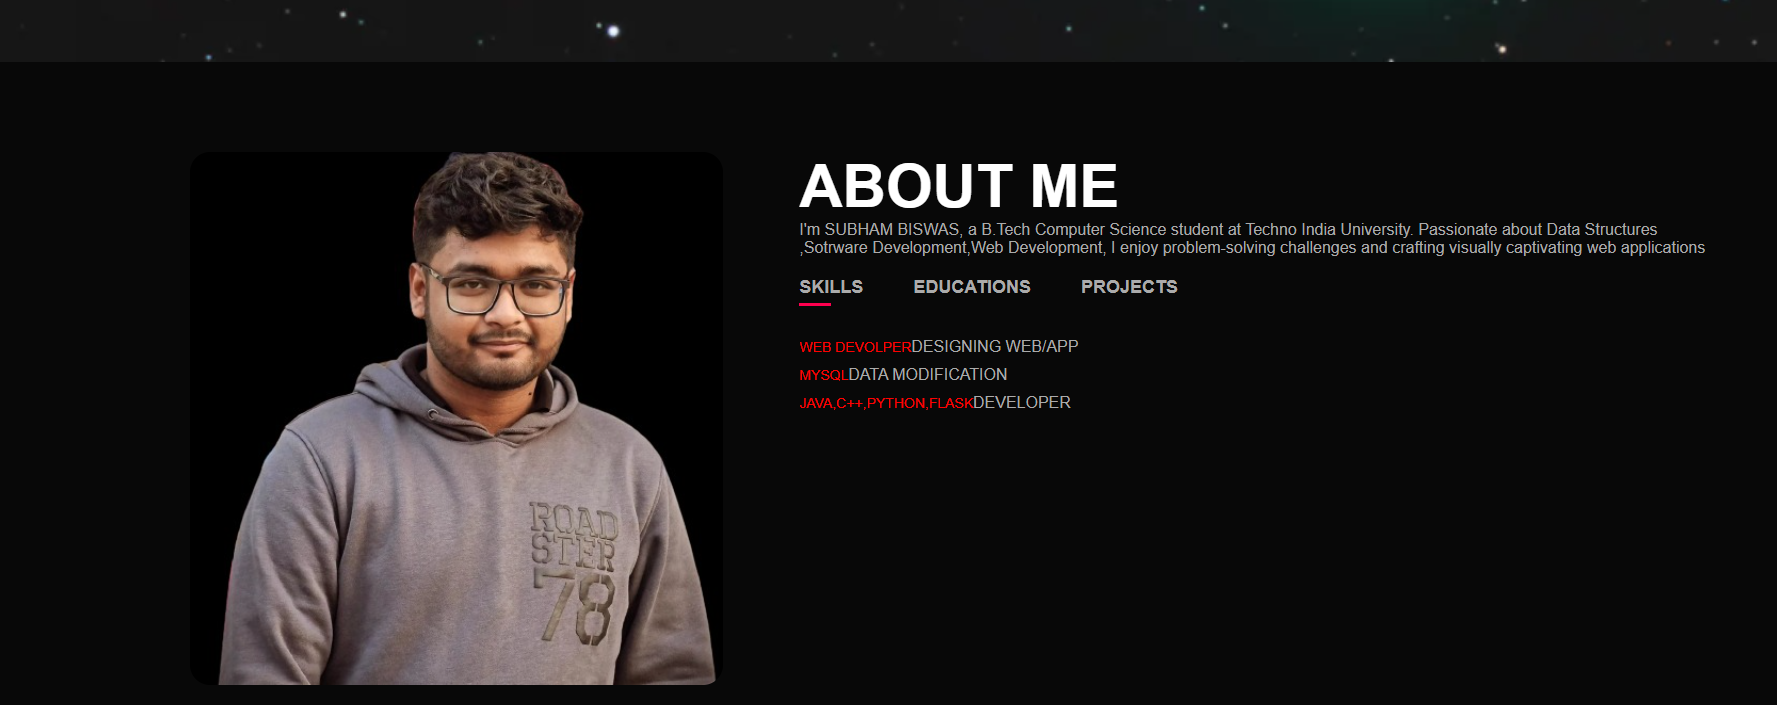 ABOUT ME
I'm SUBHAM BISWAS, a B.Tech Computer Science student at Techno India University. Passionate about Data Structures
,Sotrware Development,Web Development, I enjoy problem-solving challenges and crafting visually captivating web applications
SKILLS EDUCATIONS PROJECTS
WEB DEVOLPERDESIGNING WEB/APP
MYSQLDATA MODIFICATION
JAVA,C++,PYTHON,FLASKDEVELOPER
ROAD
STER
78